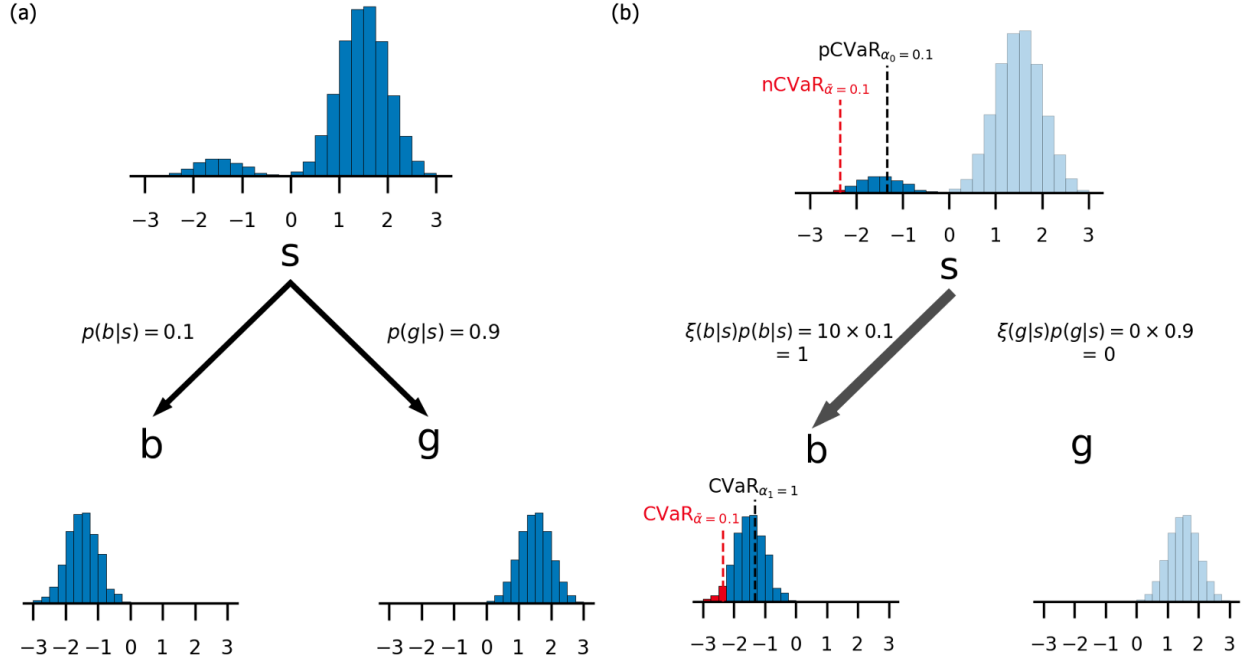 (a)
(b)
pCVaR_{α₀=0.1}
nCVaR_{ᾱ=0.1}
−3 −2 −1 0 1 2 3
−3 −2 −1 0 1 2 3
s
s
p(b|s) = 0.1
p(g|s) = 0.9
ξ(b|s)p(b|s) = 10 × 0.1
= 1
ξ(g|s)p(g|s) = 0 × 0.9
= 0
b
g
b
g
CVaR_{α₁=1}
CVaR_{ᾱ=0.1}
−3 −2 −1 0 1 2 3
−3 −2 −1 0 1 2 3
−3 −2 −1 0 1 2 3
−3 −2 −1 0 1 2 3